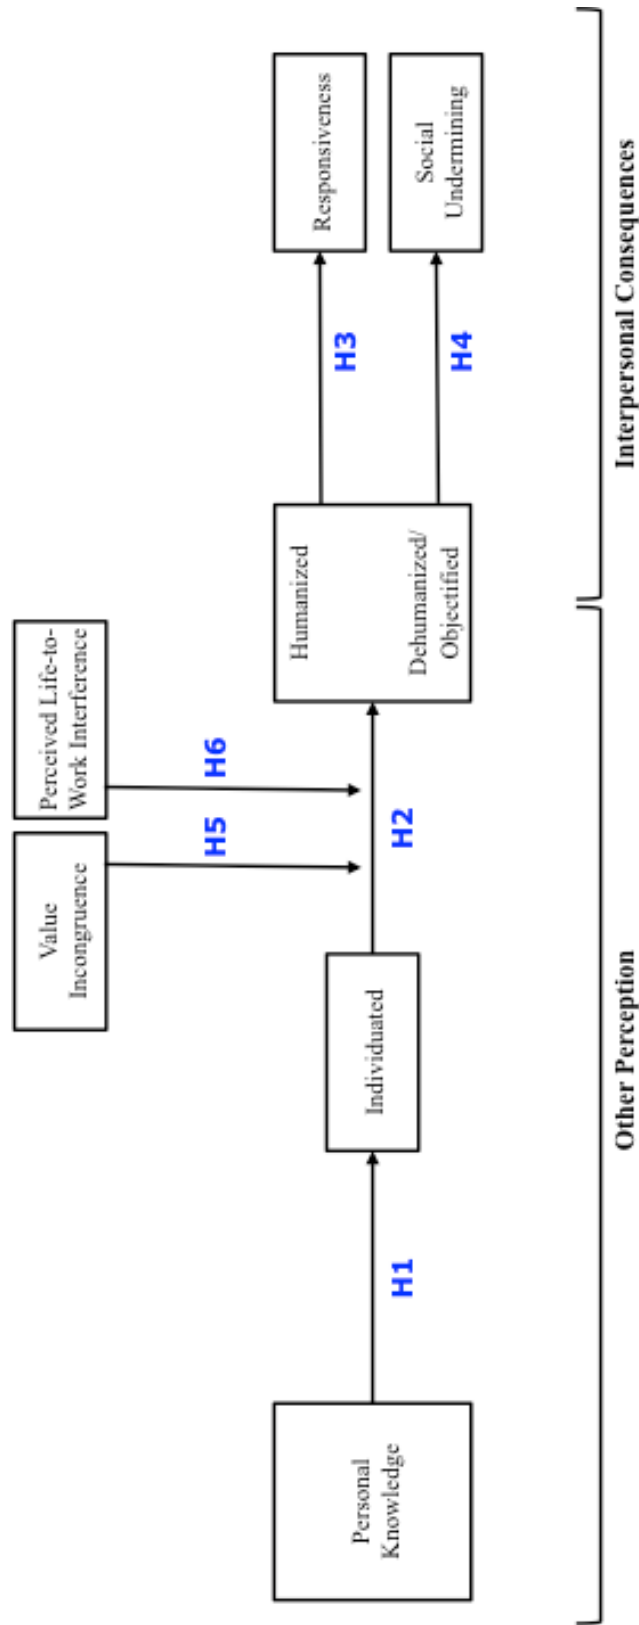 Value
Incongruence
Perceived Life-to-
Work Interference
H5
H6
Personal
Knowledge
H1
Individuated
H2
Humanized
Dehumanized/
Objectified
H3
H4
Responsiveness
Social
Undermining
Other Perception
Interpersonal Consequences